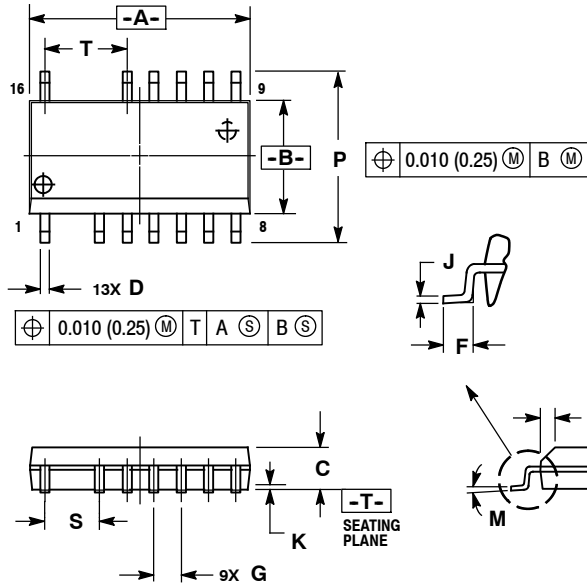 -A-
T
16
9
-B-
P
⌖ 0.010 (0.25) Ⓜ B Ⓜ
1
8
J
13X D
⌖ 0.010 (0.25) Ⓜ T A Ⓢ B Ⓢ
F
C
-T-
SEATING
PLANE
S
K
M
9X G